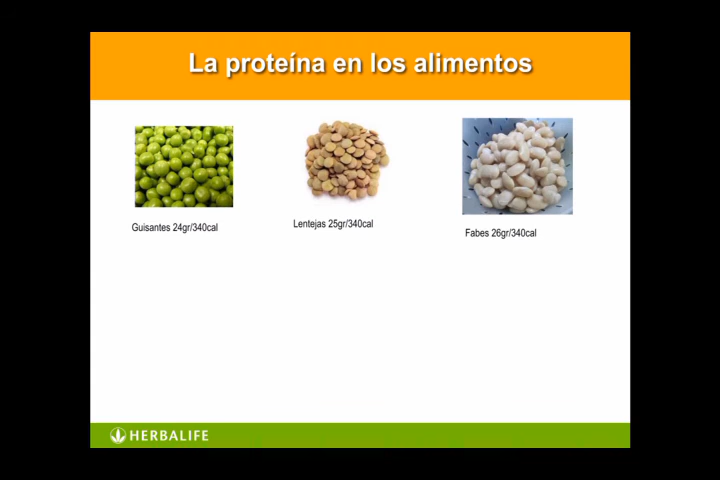 La proteína en los alimentos
Guisantes 24gr/340cal
Lentejas 25gr/340cal
Fabes 26gr/340cal
HERBALIFE